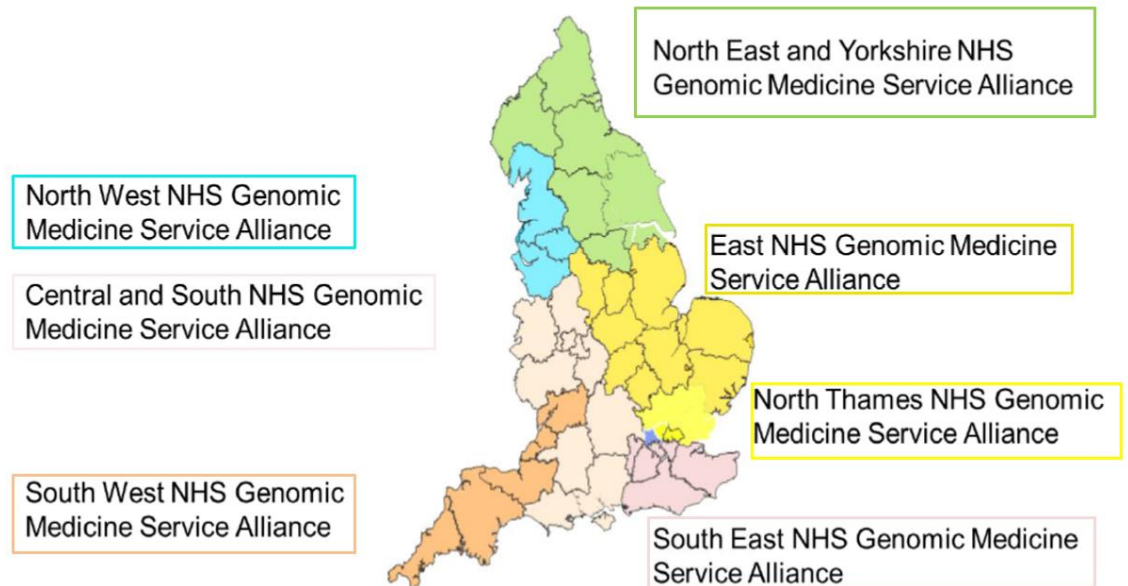 North East and Yorkshire NHS
Genomic Medicine Service Alliance
North West NHS Genomic
Medicine Service Alliance
East NHS Genomic Medicine
Service Alliance
Central and South NHS Genomic
Medicine Service Alliance
North Thames NHS Genomic
Medicine Service Alliance
South West NHS Genomic
Medicine Service Alliance
South East NHS Genomic Medicine
Service Alliance